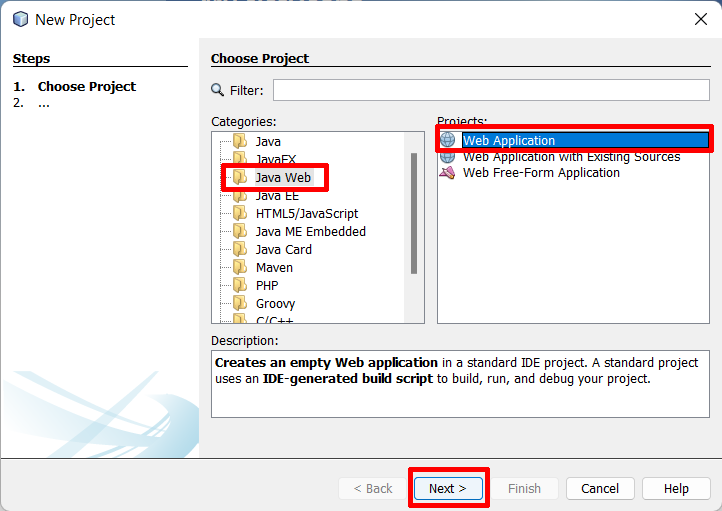 New Project
Steps
1. Choose Project
2. ...
Choose Project
Filter:
Categories:
Java
JavaFX
Java Web
Java EE
HTML5/JavaScript
Java ME Embedded
Java Card
Maven
PHP
Groovy
C/C++
Projects:
Web Application
Web Application with Existing Sources
Web Free-Form Application
Description:
Creates an empty Web application in a standard IDE project. A standard project
uses an IDE-generated build script to build, run, and debug your project.
< Back
Next >
Finish
Cancel
Help